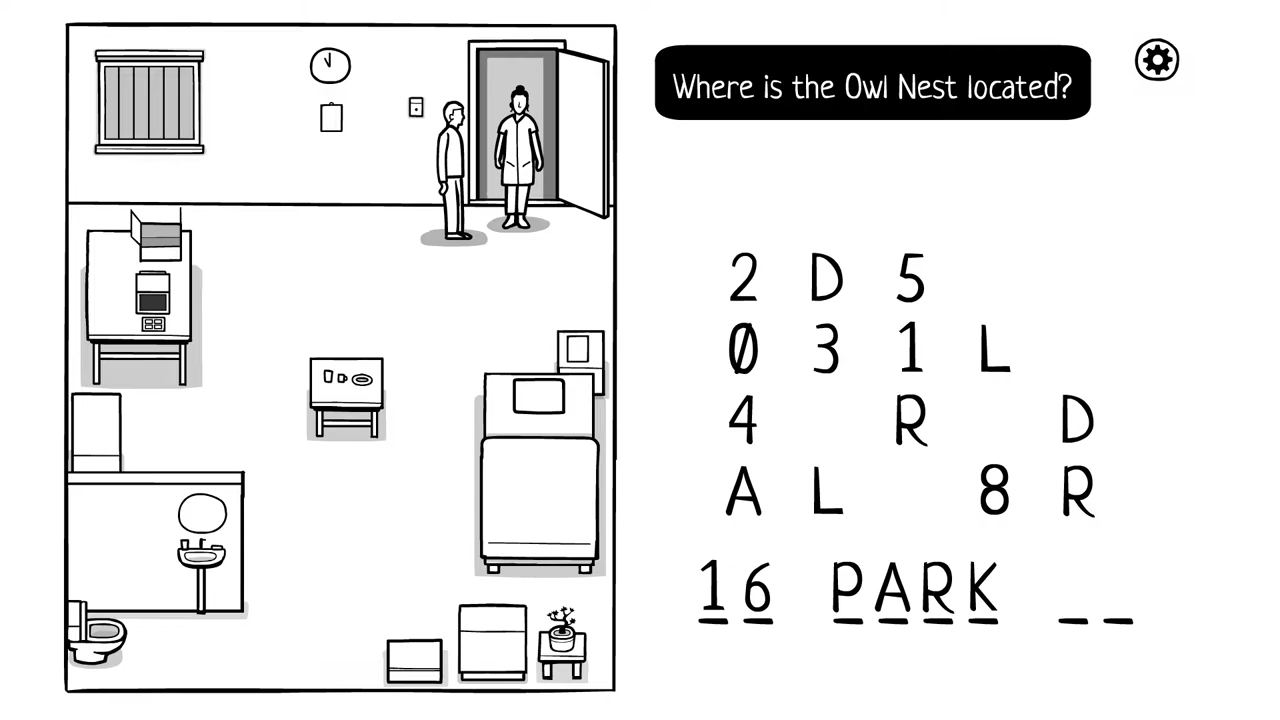 Where is the Owl Nest located?
2 D 5
0 3 1 L
4 R D
A L 8 R
16 PARK _ _